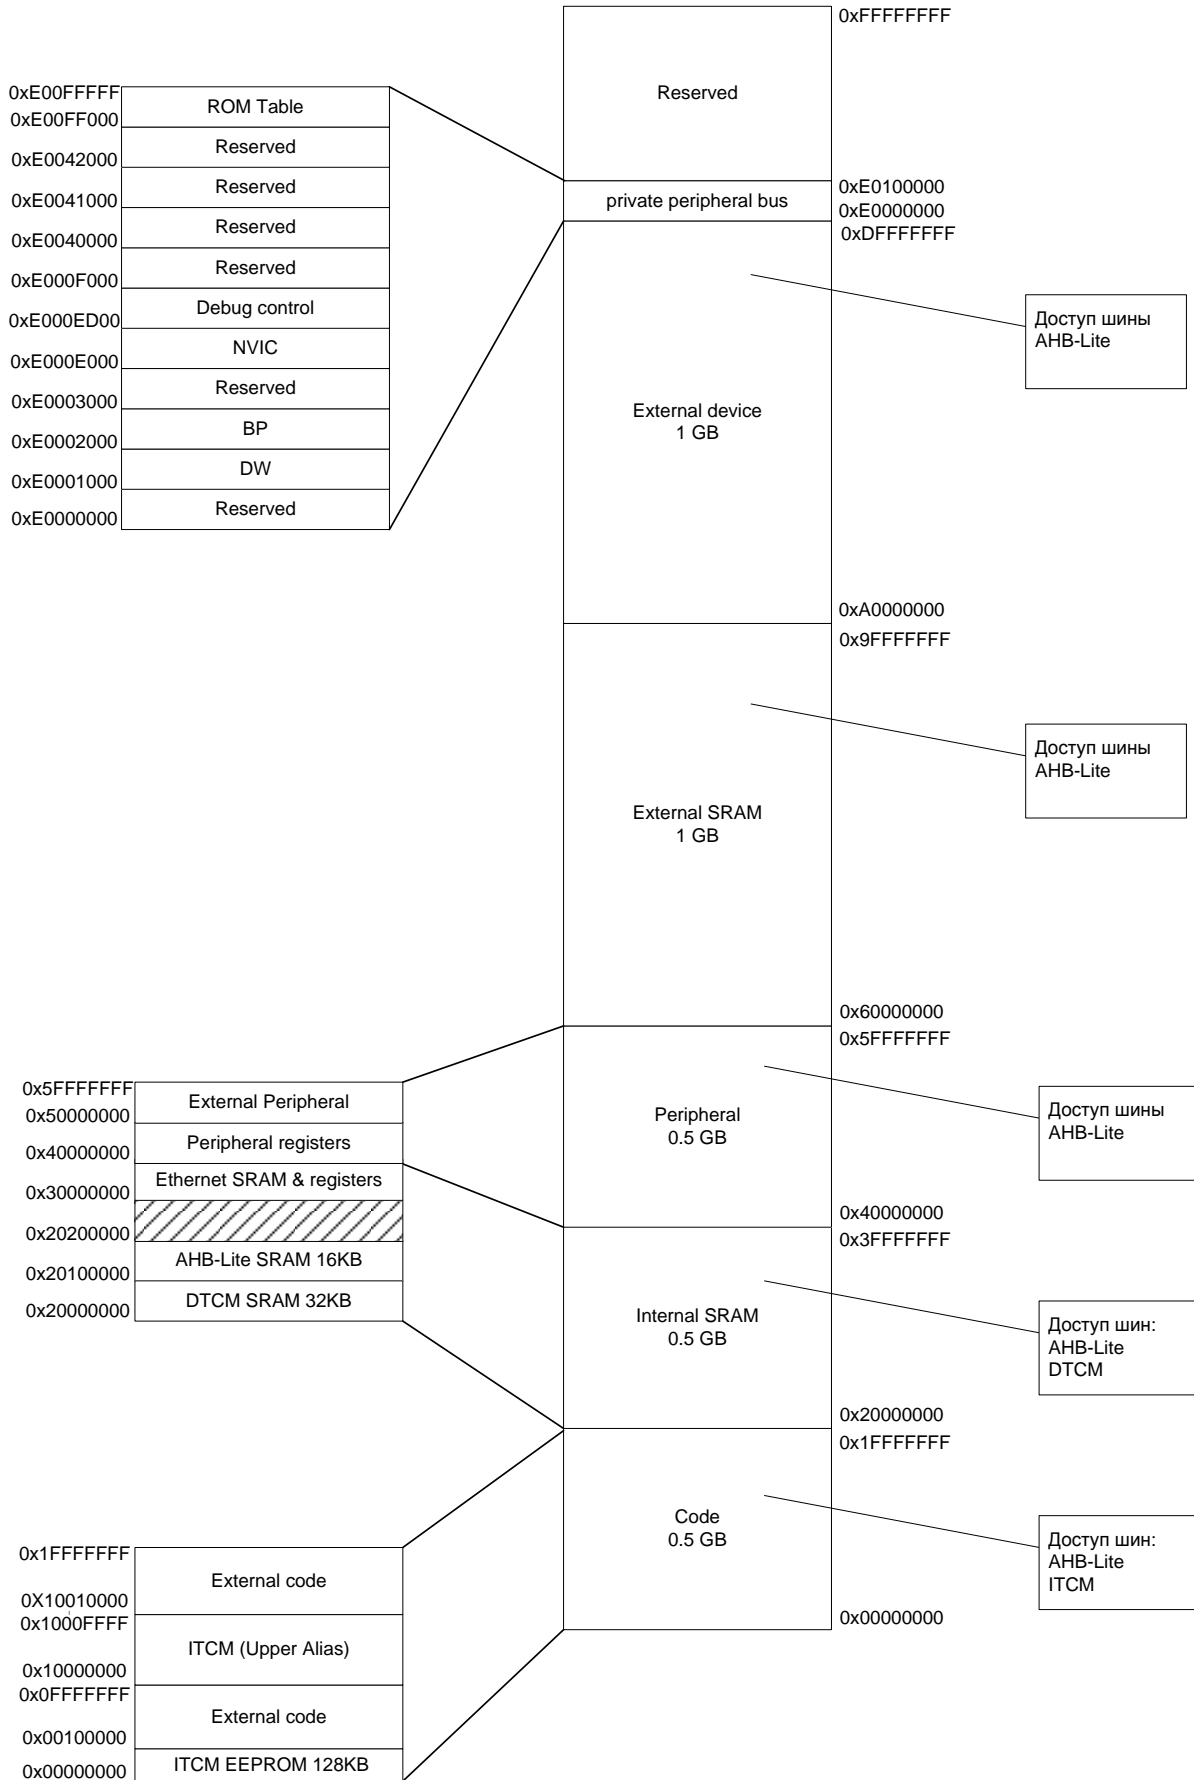 0xFFFFFFFF
Reserved
0xE00FFFFF
ROM Table
0xE00FF000
Reserved
0xE0042000
Reserved
0xE0041000
Reserved
0xE0040000
Reserved
0xE000F000
Debug control
0xE000ED00
NVIC
0xE000E000
Reserved
0xE0003000
BP
0xE0002000
DW
0xE0001000
Reserved
0xE0000000
0xE0100000
private peripheral bus
0xE0000000
0xDFFFFFFF
Доступ шины
AHB-Lite
External device
1 GB
0xA0000000
0x9FFFFFFF
Доступ шины
AHB-Lite
External SRAM
1 GB
0x60000000
0x5FFFFFFF
0x5FFFFFFF
External Peripheral
0x50000000
Peripheral registers
0x40000000
Ethernet SRAM & registers
0x30000000
0x20200000
AHB-Lite SRAM 16KB
0x20100000
DTCM SRAM 32KB
0x20000000
Peripheral
0.5 GB
Доступ шины
AHB-Lite
0x40000000
0x3FFFFFFF
Internal SRAM
0.5 GB
Доступ шин:
AHB-Lite
DTCM
0x20000000
0x1FFFFFFF
Code
0.5 GB
Доступ шин:
AHB-Lite
ITCM
0x00000000
0x1FFFFFFF
External code
0X10010000
0x1000FFFF
ITCM (Upper Alias)
0x10000000
0x0FFFFFFF
External code
0x00100000
ITCM EEPROM 128KB
0x00000000